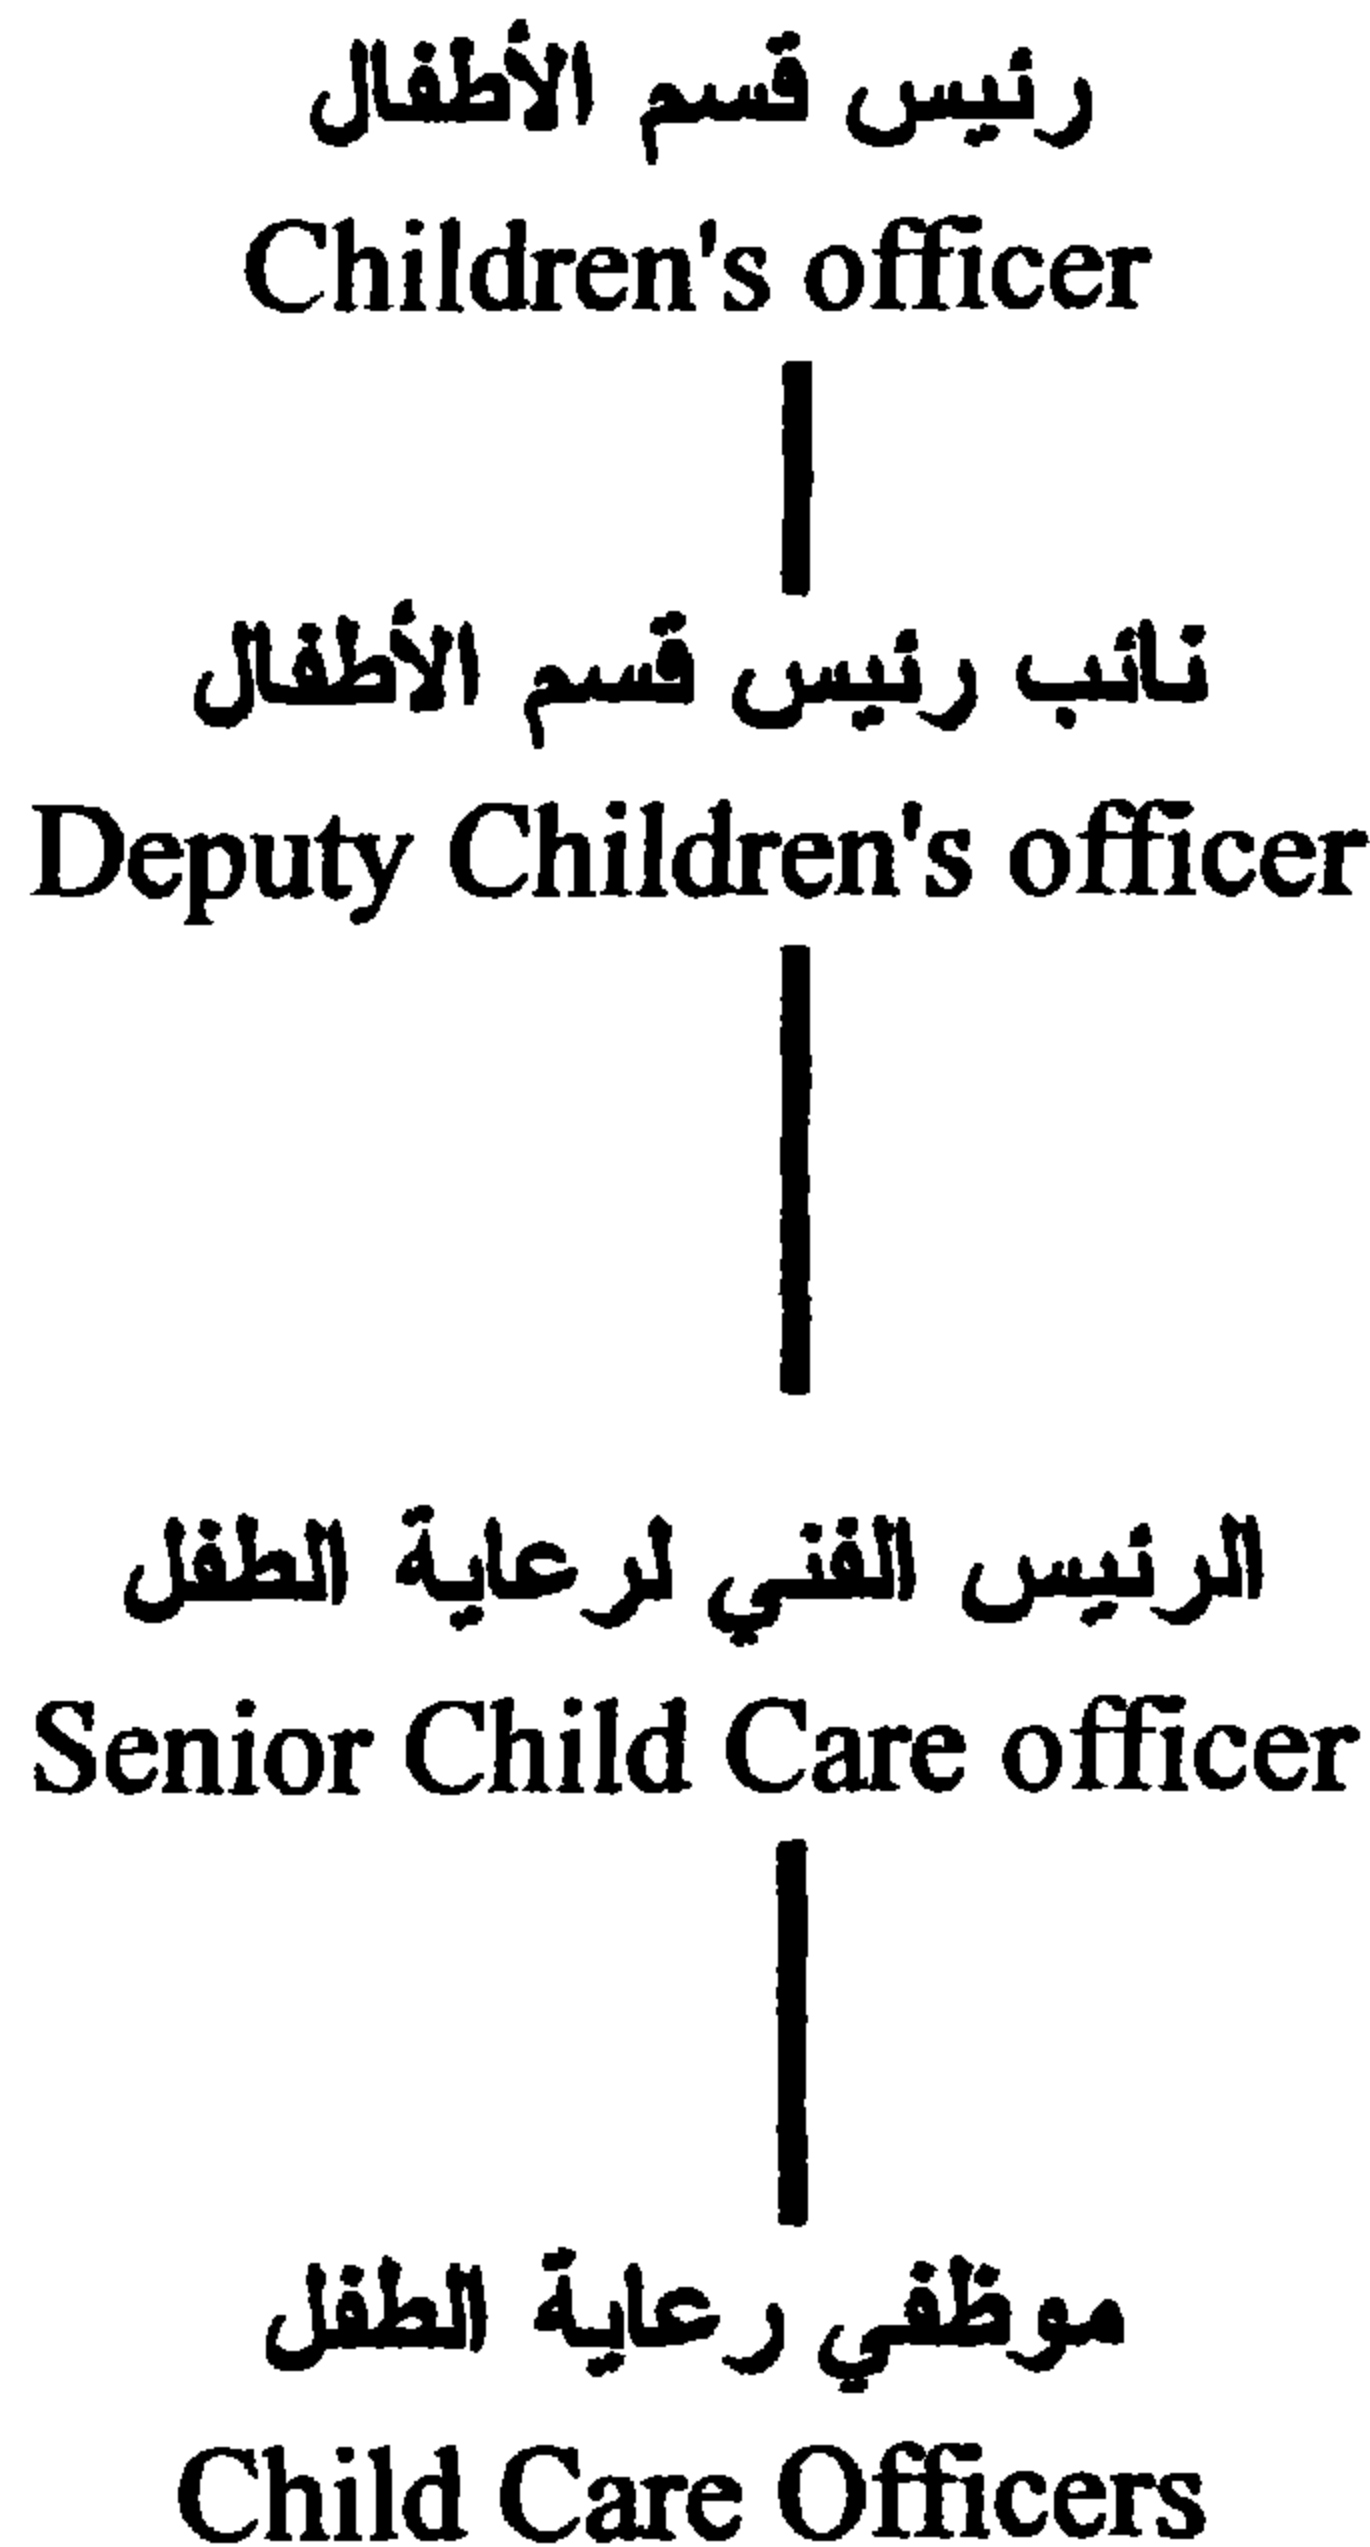 رئيس قسم الأطفال
Children's officer
نائب رئيس قسم الأطفال
Deputy Children's officer
الرئيس الفني لرعاية الطفل
Senior Child Care officer
موظفي رعاية الطفل
Child Care Officers